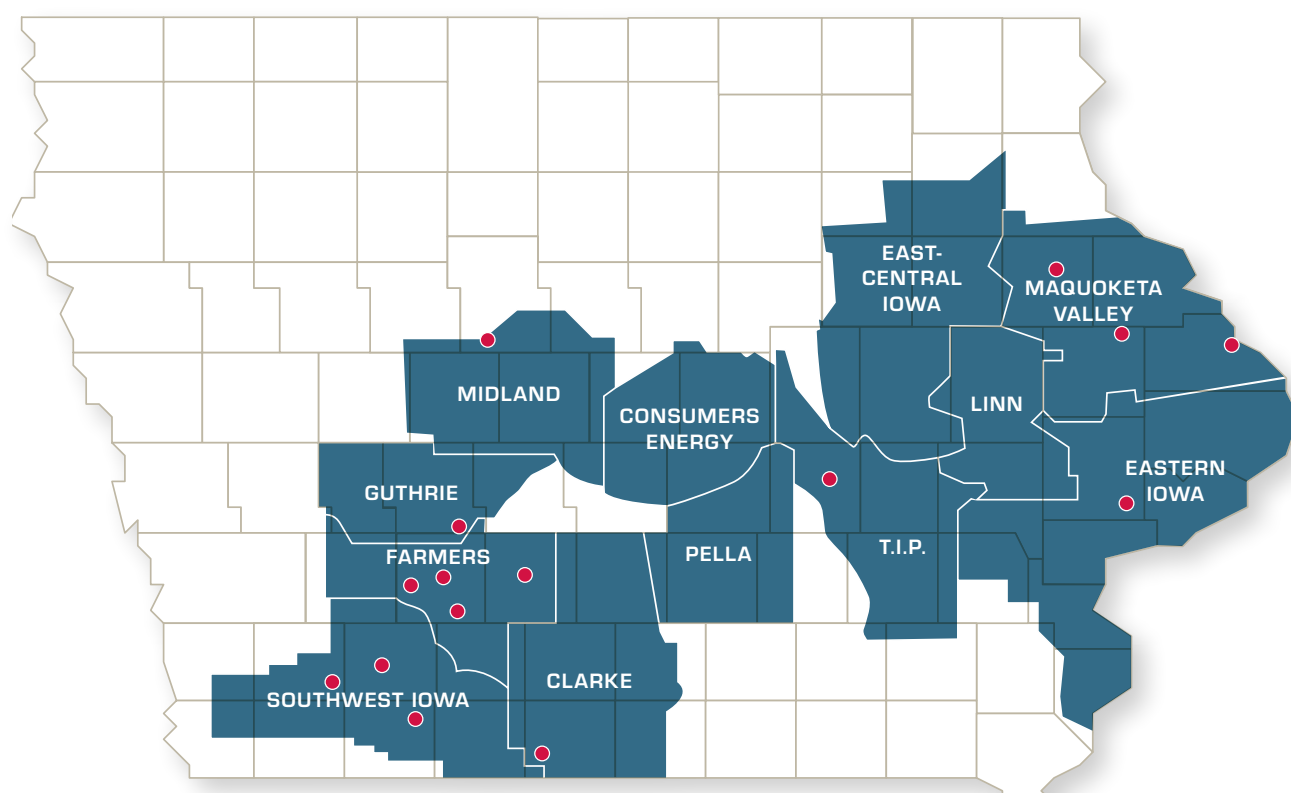 EAST-
CENTRAL
IOWA
MAQUOKETA
VALLEY
MIDLAND
CONSUMERS
ENERGY
LINN
EASTERN
IOWA
GUTHRIE
FARMERS
PELLA
T.I.P.
SOUTHWEST IOWA
CLARKE